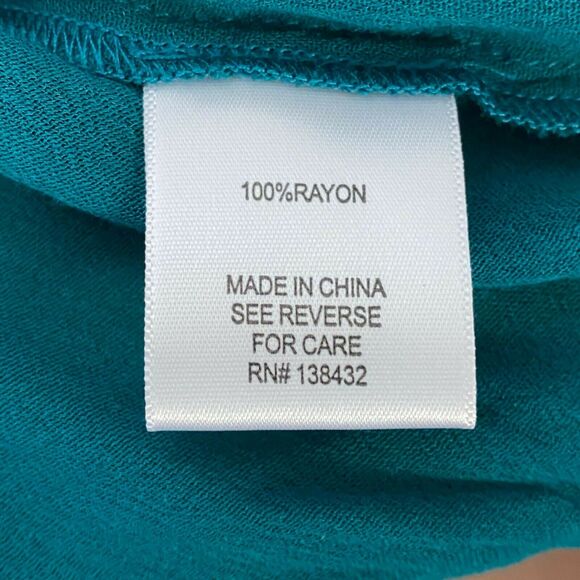 100%RAYON
MADE IN CHINA
SEE REVERSE
FOR CARE
RN# 138432